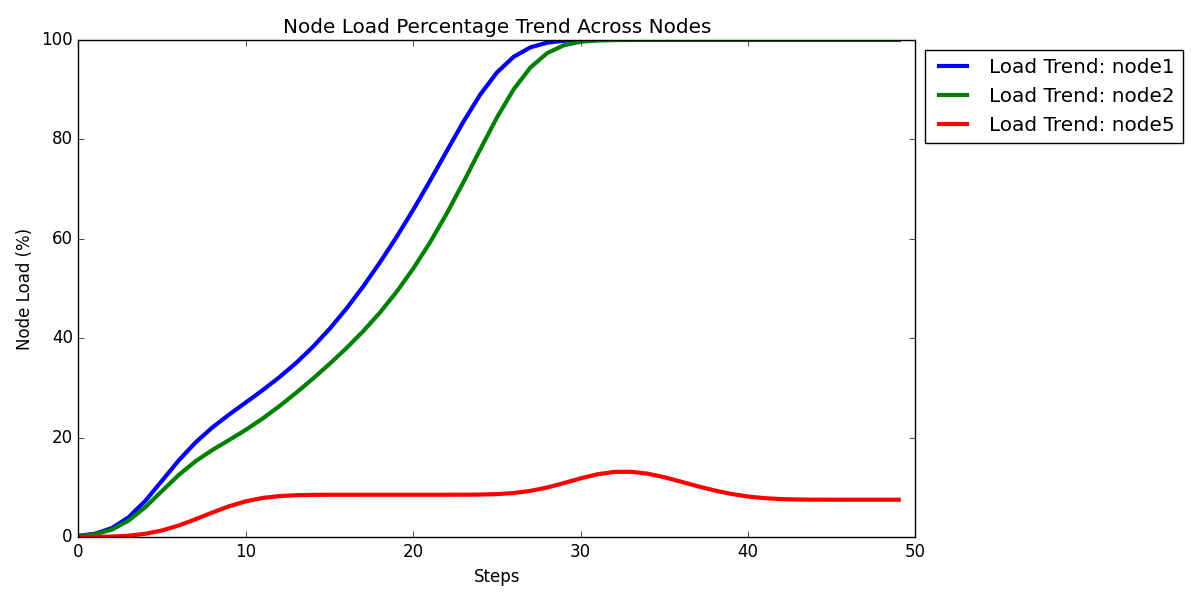 Node Load Percentage Trend Across Nodes
100
80
60
40
20
0
Node Load (%)
0 10 20 30 40 50
Steps
Load Trend: node1
Load Trend: node2
Load Trend: node5